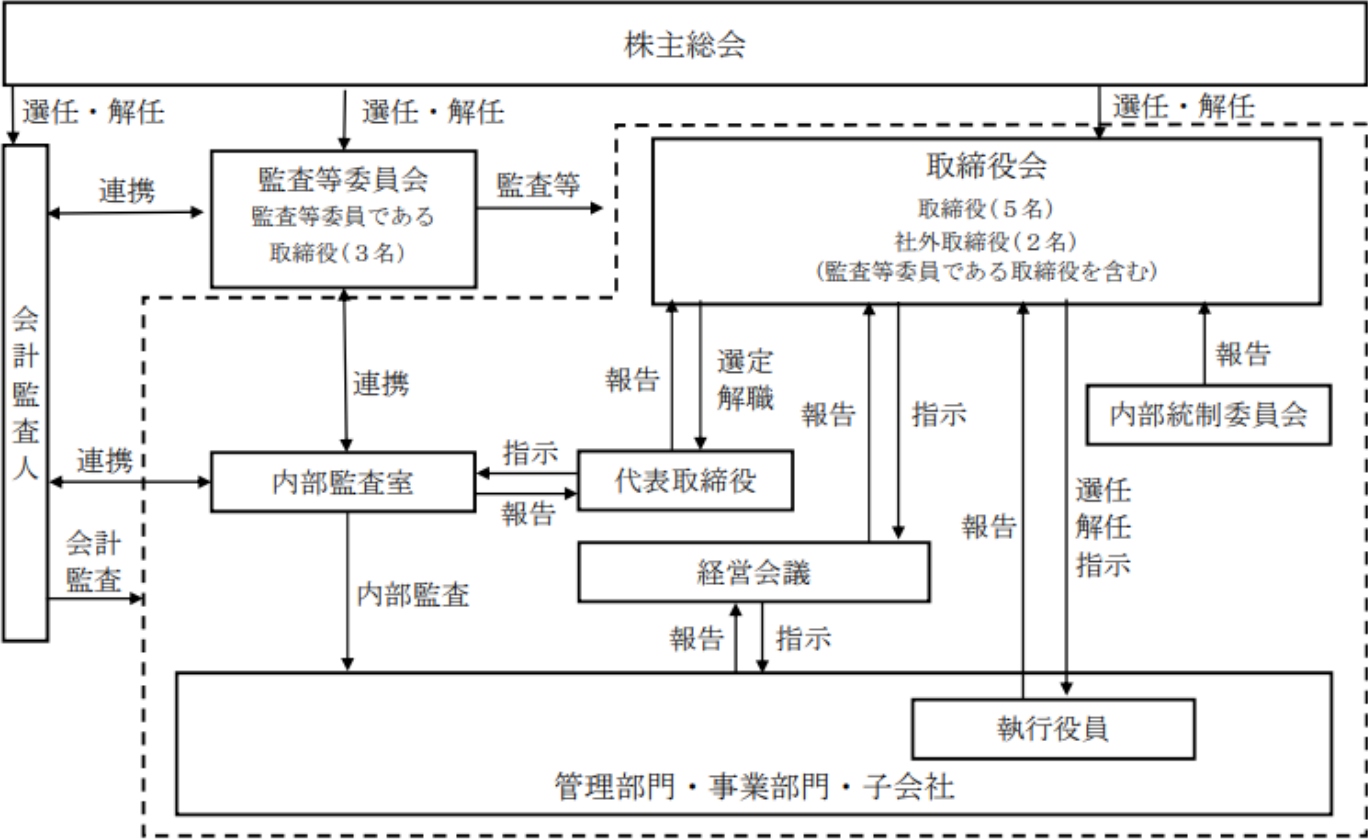 株主総会
選任・解任
選任・解任
選任・解任
監査等委員会
監査等委員である
取締役(3名)
連携
監査等
取締役会
取締役(5名)
社外取締役(2名)
(監査等委員である取締役を含む)
会計監査人
連携
報告
選定
解職
報告
指示
報告
内部統制委員会
連携
内部監査室
指示
報告
代表取締役
報告
選任
解任
指示
会計
監査
内部監査
経営会議
報告
指示
執行役員
管理部門・事業部門・子会社